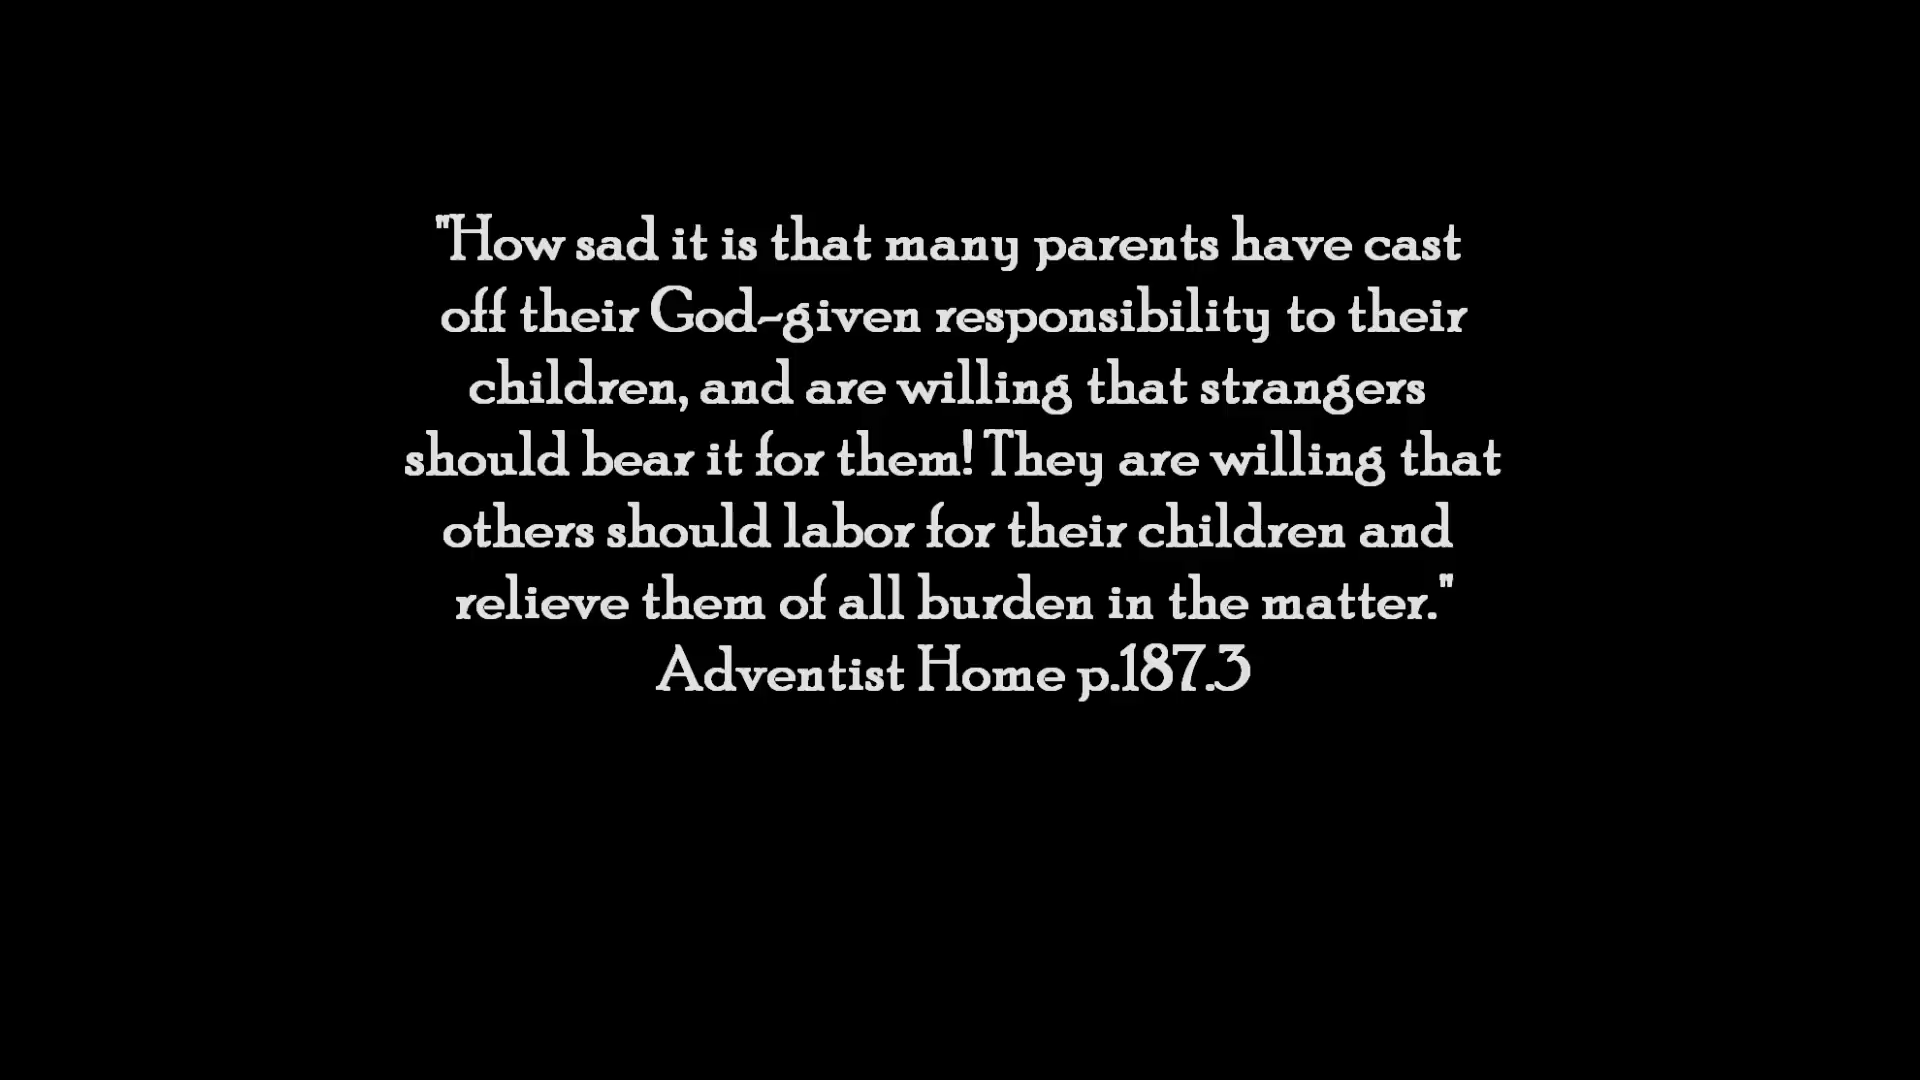 "How sad it is that many parents have cast
off their God-given responsibility to their
children, and are willing that strangers
should bear it for them! They are willing that
others should labor for their children and
relieve them of all burden in the matter."
Adventist Home p.187.3